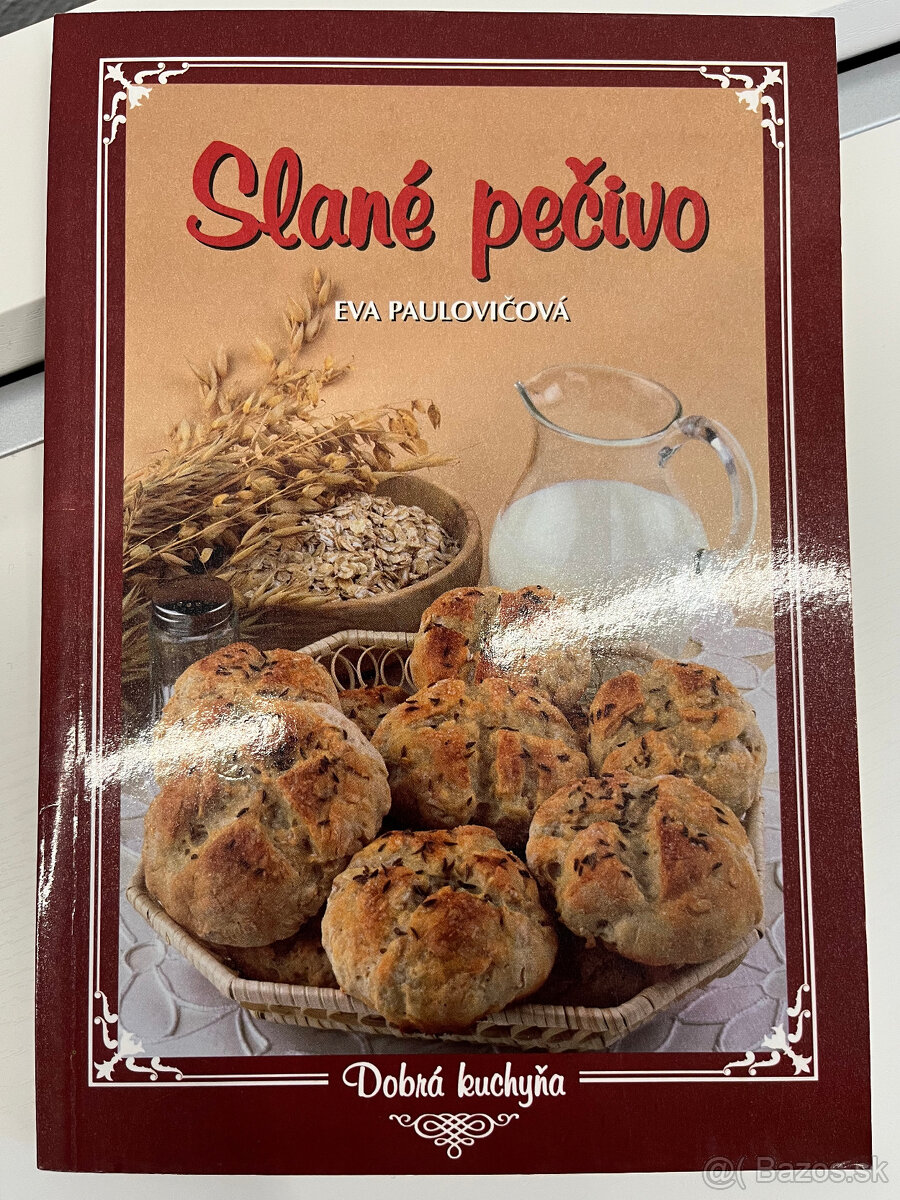 Slané pečivo
EVA PAULOVIČOVÁ
Dobrá kuchyňa
@( Bazos.sk